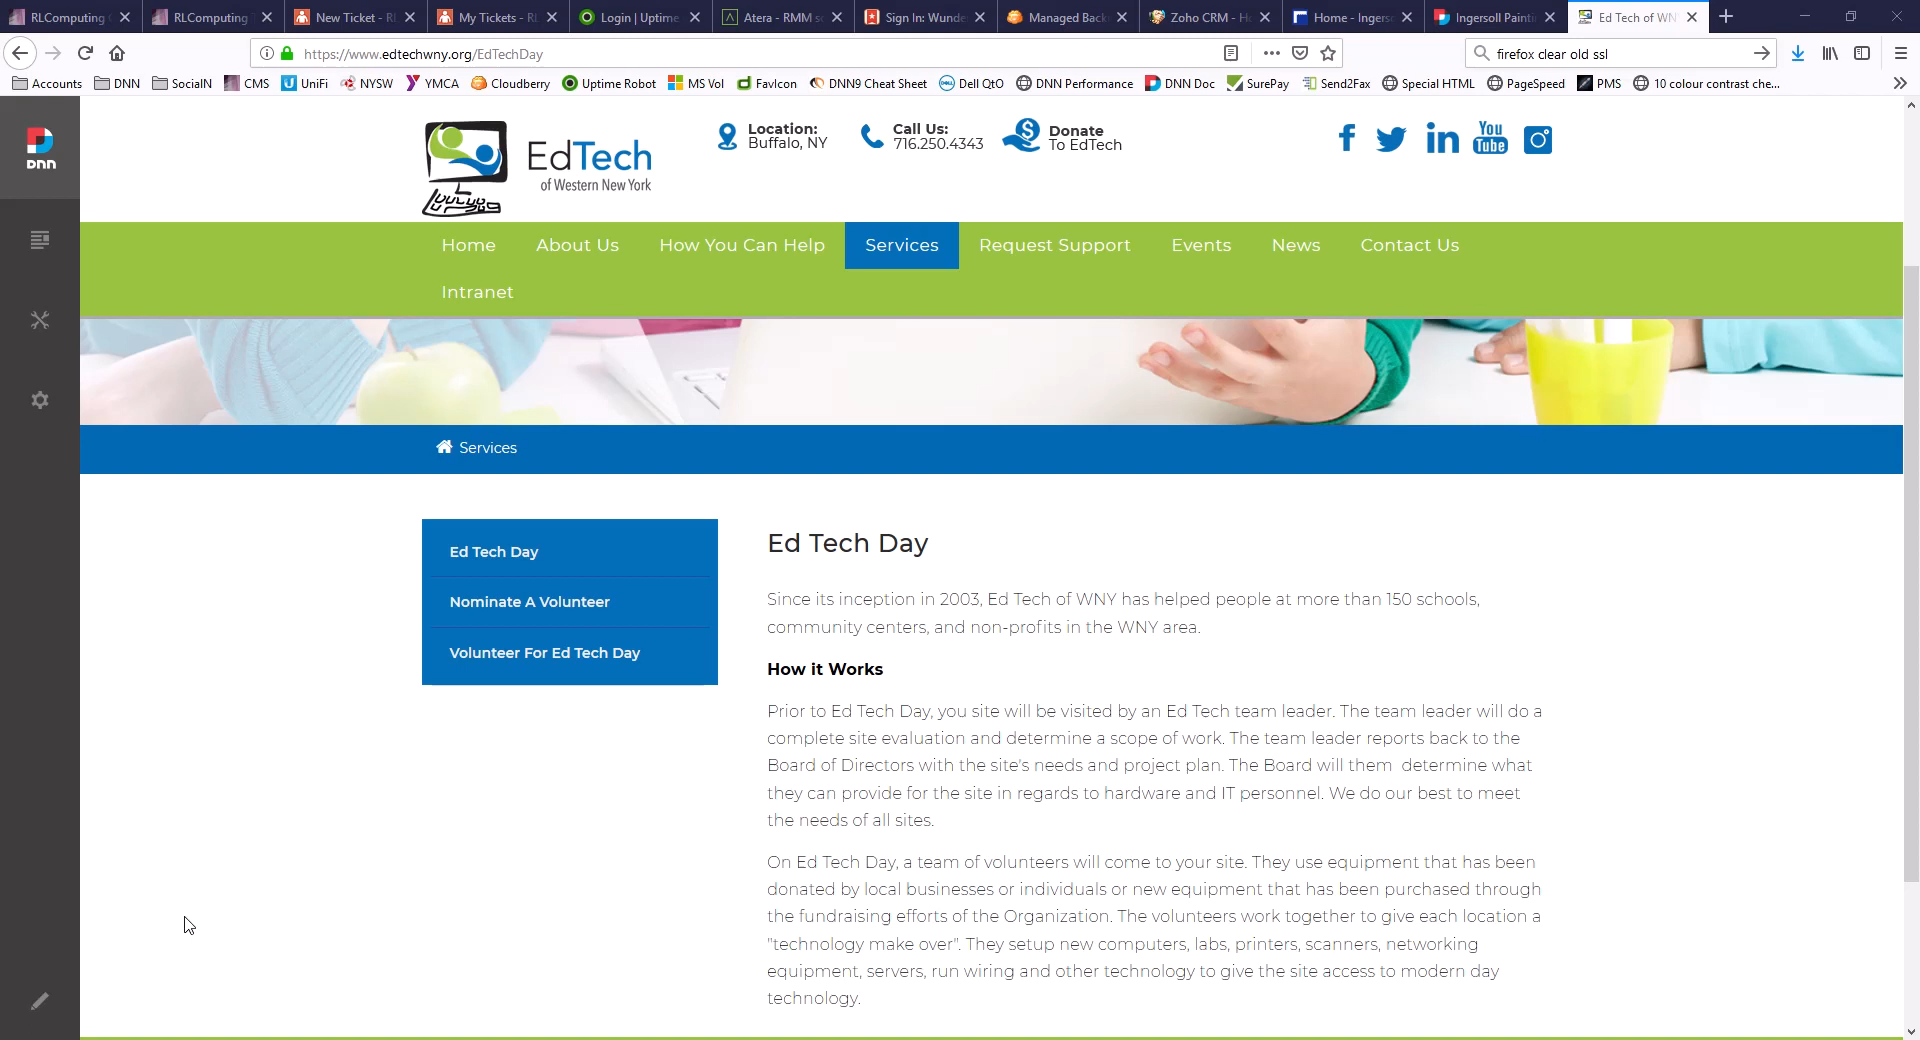 RLComputing
RLComputing
New Ticket - RL
My Tickets - RL
Login | Uptime
Atera - RMM so
Sign In: Wunde
Managed Back
Zoho CRM - Ho
Home - Ingers
Ingersoll Painti
Ed Tech of WN
https://www.edtechwny.org/EdTechDay
firefox clear old ssl
Accounts
DNN
SocialN
CMS
UniFi
NYSW
YMCA
Cloudberry
Uptime Robot
MS Vol
FavIcon
DNN9 Cheat Sheet
Dell QtO
DNN Performance
DNN Doc
SurePay
Send2Fax
Special HTML
PageSpeed
PMS
10 colour contrast che...
DNN
EdTech
of Western New York
Location:
Buffalo, NY
Call Us:
716.250.4343
Donate
To EdTech
You
Tube
Home
About Us
How You Can Help
Services
Request Support
Events
News
Contact Us
Intranet
Services
Ed Tech Day
Nominate A Volunteer
Volunteer For Ed Tech Day
Ed Tech Day
Since its inception in 2003, Ed Tech of WNY has helped people at more than 150 schools,
community centers, and non-profits in the WNY area.
How it Works
Prior to Ed Tech Day, you site will be visited by an Ed Tech team leader. The team leader will do a
complete site evaluation and determine a scope of work. The team leader reports back to the
Board of Directors with the site's needs and project plan. The Board will them  determine what
they can provide for the site in regards to hardware and IT personnel. We do our best to meet
the needs of all sites.
On Ed Tech Day, a team of volunteers will come to your site. They use equipment that has been
donated by local businesses or individuals or new equipment that has been purchased through
the fundraising efforts of the Organization. The volunteers work together to give each location a
"technology make over". They setup new computers, labs, printers, scanners, networking
equipment, servers, run wiring and other technology to give the site access to modern day
technology.